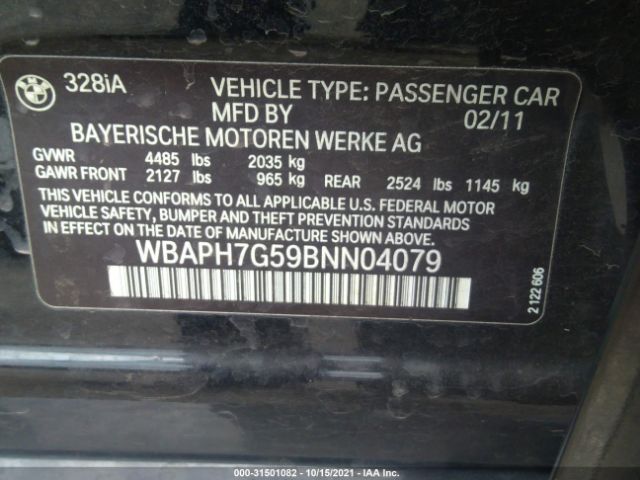 BMW 328iA VEHICLE TYPE: PASSENGER CAR
MFD BY 02/11
BAYERISCHE MOTOREN WERKE AG
GVWR 4485 lbs 2035 kg
GAWR FRONT 2127 lbs 965 kg REAR 2524 lbs 1145 kg
THIS VEHICLE CONFORMS TO ALL APPLICABLE U.S. FEDERAL MOTOR
VEHICLE SAFETY, BUMPER AND THEFT PREVENTION STANDARDS
IN EFFECT ON THE DATE OF MANUFACTURE SHOWN ABOVE
WBAPH7G59BNN04079
2 122 606
000-31501082 - 10/15/2021 - IAA Inc.